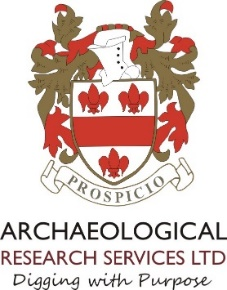 PROSPICIO
ARCHAEOLOGICAL
RESEARCH SERVICES LTD
Digging with Purpose